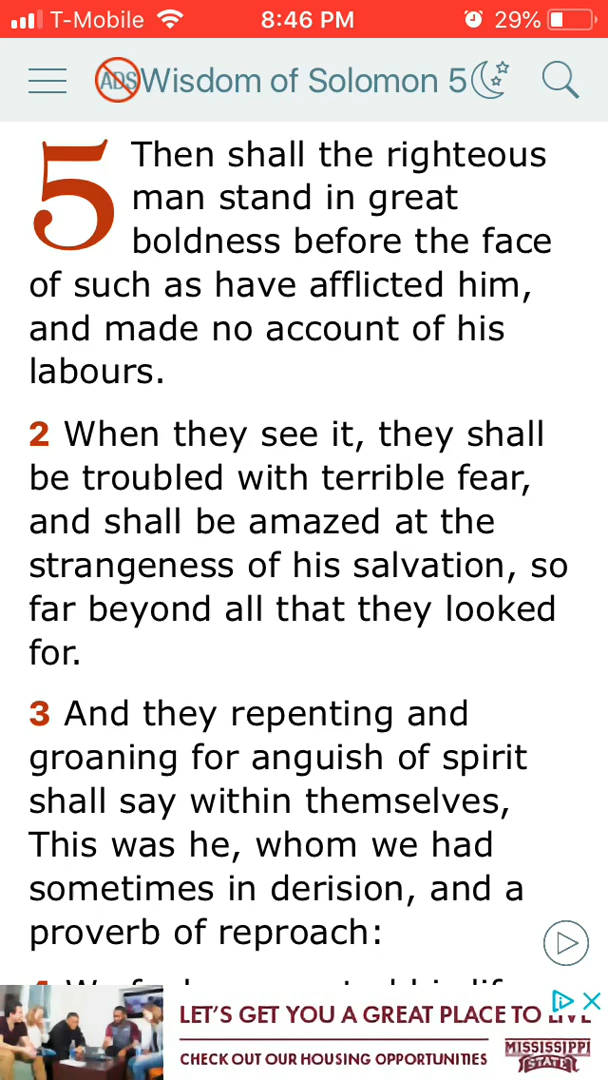 T-Mobile 8:46 PM 29%
ADS Wisdom of Solomon 5
5 Then shall the righteous
man stand in great
boldness before the face
of such as have afflicted him,
and made no account of his
labours.
2 When they see it, they shall
be troubled with terrible fear,
and shall be amazed at the
strangeness of his salvation, so
far beyond all that they looked
for.
3 And they repenting and
groaning for anguish of spirit
shall say within themselves,
This was he, whom we had
sometimes in derision, and a
proverb of reproach:
LET'S GET YOU A GREAT PLACE TO LIVE
CHECK OUT OUR HOUSING OPPORTUNITIES
MISSISSIPPI
STATE